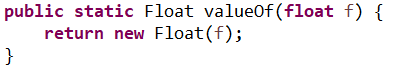 public static Float valueOf(float f) {
    return new Float(f);
}